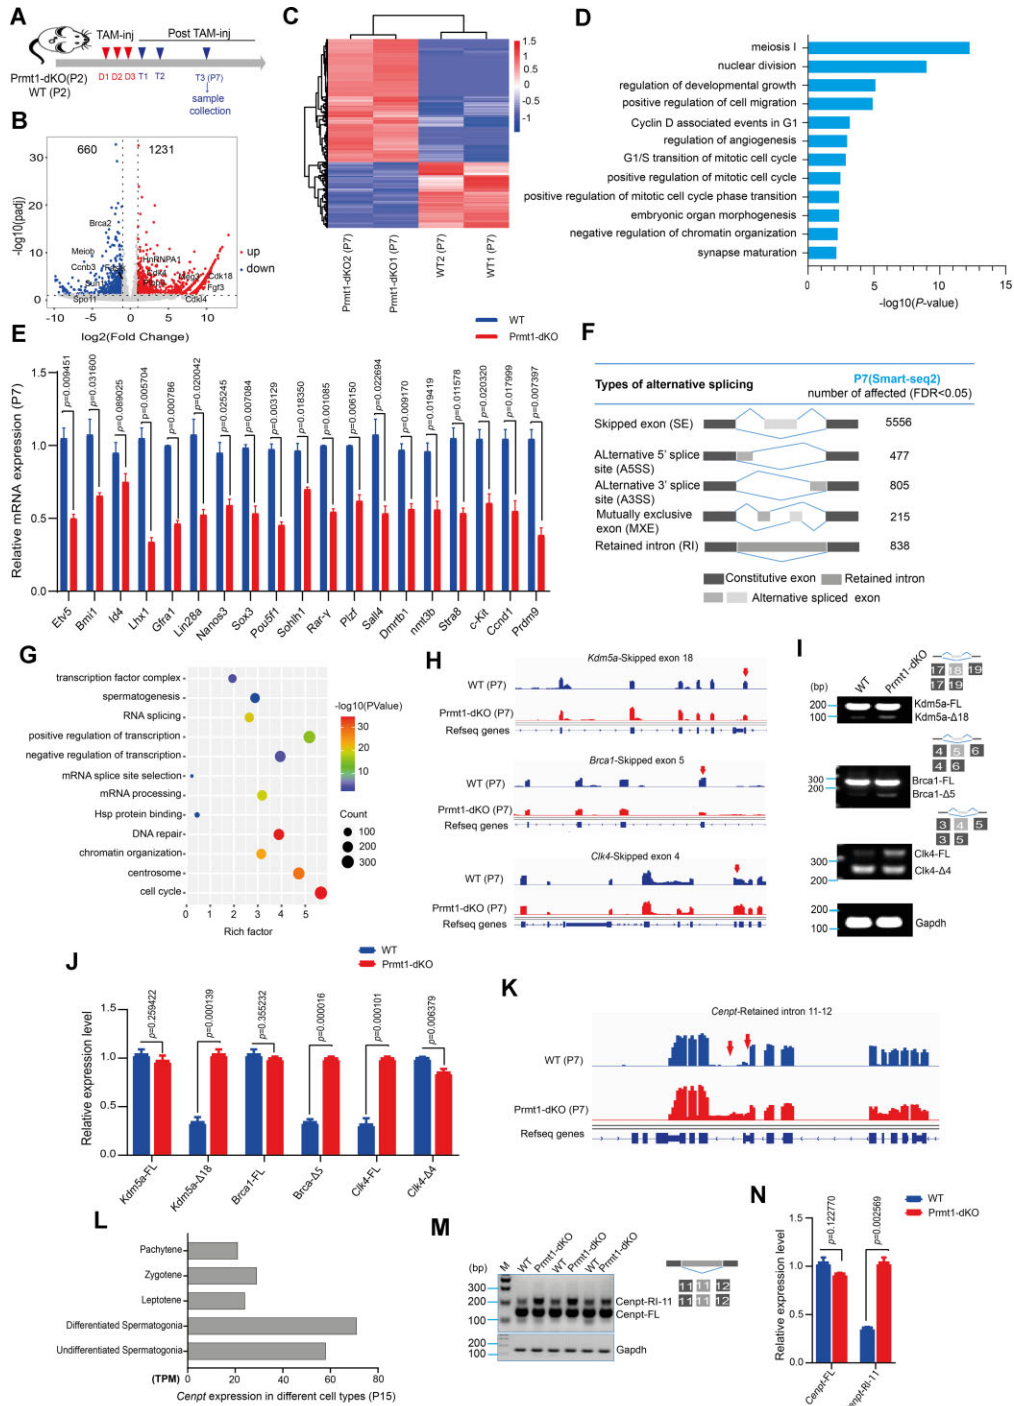 A
TAM-inj
Post TAM-inj
Prmt1-dKO(P2)
WT (P2)
D1 D2 D3 T1 T2 T3 (P7)
sample
collection
B
660
1231
-log10(padj)
30
20
10
0
Brca2
Meiob
Ccnb3
HnRNPA1
Cdk18
Fgf3
Spo11
Cdkl4
up
down
-10 -5 0 5 10
log2(Fold Change)
C
1.5
1
0.5
0
-0.5
-1
Prmt1-dKO2 (P7)
Prmt1-dKO1 (P7)
WT2 (P7)
WT1 (P7)
D
meiosis I
nuclear division
regulation of developmental growth
positive regulation of cell migration
Cyclin D associated events in G1
regulation of angiogenesis
G1/S transition of mitotic cell cycle
positive regulation of mitotic cell cycle
positive regulation of mitotic cell cycle phase transition
embryonic organ morphogenesis
negative regulation of chromatin organization
synapse maturation
0 5 10 15
-log10(P-value)
E
WT
Prmt1-dKO
Relative mRNA expression (P7)
1.5
1.0
0.5
0.0
p=0.009451
p=0.031600
p=0.089025
p=0.005704
p=0.000786
p=0.020042
p=0.025245
p=0.007084
p=0.003129
p=0.018350
p=0.001085
p=0.006150
p=0.022694
p=0.009170
p=0.019419
p=0.011578
p=0.020320
p=0.017999
p=0.007397
Etv5
Bmi1
Id4
Lhx1
Gfra1
Lin28a
Nanos3
Sox3
Pou5f1
Sohlh1
Rar-γ
Plzf
Sall4
Dmrtb1
nmt3b
Stra8
c-Kit
Ccnd1
Prdm9
F
Types of alternative splicing
P7(Smart-seq2)
number of affected (FDR<0.05)
Skipped exon (SE)
5556
ALternative 5' splice
site (A5SS)
477
ALternative 3' splice
site (A3SS)
805
Mutually exclusive
exon (MXE)
215
Retained intron (RI)
838
Constitutive exon
Retained intron
Alternative spliced exon
G
transcription factor complex
spermatogenesis
RNA splicing
positive regulation of transcription
negative regulation of transcription
mRNA splice site selection
mRNA processing
Hsp protein binding
DNA repair
chromatin organization
centrosome
cell cycle
0 1 2 3 4 5
Rich factor
-log10(PValue)
30
20
10
Count
100
200
300
H
Kdm5a-Skipped exon 18
WT (P7)
Prmt1-dKO (P7)
Refseq genes
Brca1-Skipped exon 5
WT (P7)
Prmt1-dKO (P7)
Refseq genes
Clk4-Skipped exon 4
WT (P7)
Prmt1-dKO (P7)
Refseq genes
I
WT
Prmt1-dKO
(bp)
17 18 19
17 19
200
100
Kdm5a-FL
Kdm5a-Δ18
4 5 6
4 6
300
200
Brca1-FL
Brca1-Δ5
3 4 5
3 5
300
200
Clk4-FL
Clk4-Δ4
200
100
Gapdh
J
WT
Prmt1-dKO
Relative expression level
1.5
1.0
0.5
0.0
p=0.259422
p=0.000139
p=0.355232
p=0.000016
p=0.000101
p=0.006379
Kdm5a-FL
Kdm5a-Δ18
Brca1-FL
Brca-Δ5
Clk4-FL
Clk4-Δ4
K
Cenpt-Retained intron 11-12
WT (P7)
Prmt1-dKO (P7)
Refseq genes
L
Pachytene
Zygotene
Leptotene
Differentiated Spermatogonia
Undifferentiated Spermatogonia
(TPM)
0 20 40 60 80
Cenpt expression in different cell types (P15)
M
(bp)
M
WT
Prmt1-dKO
WT
Prmt1-dKO
WT
Prmt1-dKO
300
200
100
Cenpt-RI-11
Cenpt-FL
200
100
Gapdh
11 11 12
11 11 12
N
WT
Prmt1-dKO
Relative expression level
1.5
1.0
0.5
0.0
p=0.122770
p=0.002569
Cenpt-FL
enpt-RI-11